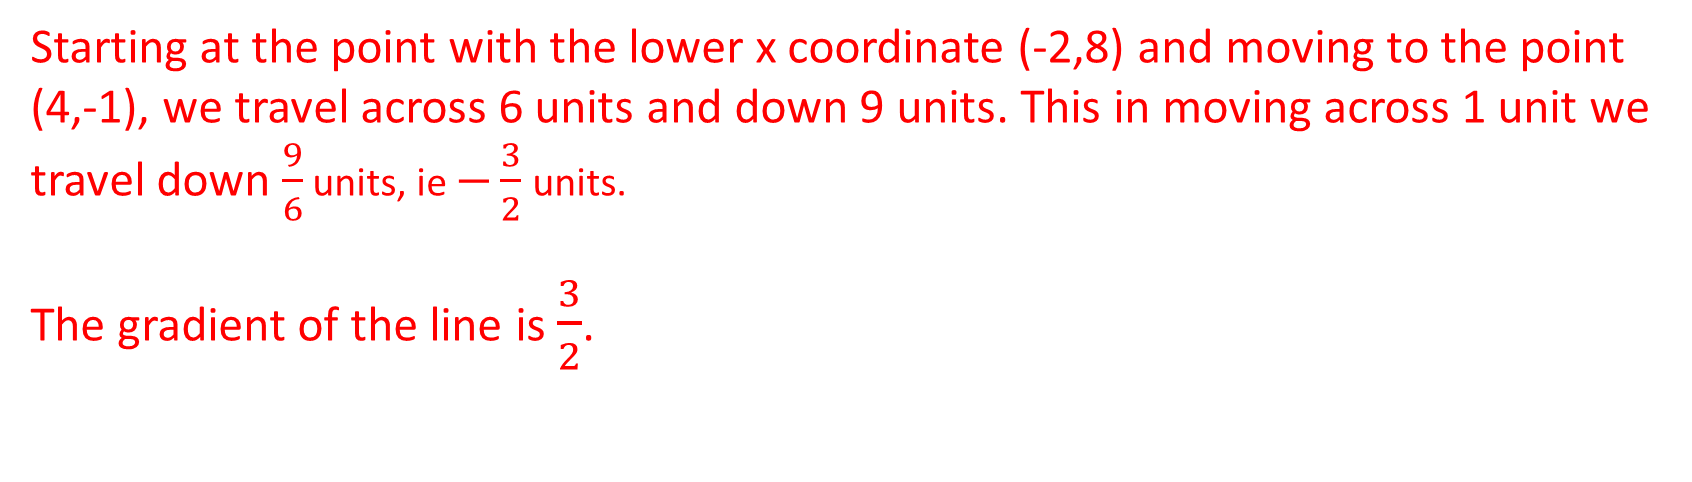 Starting at the point with the lower x coordinate (-2,8) and moving to the point
(4,-1), we travel across 6 units and down 9 units. This in moving across 1 unit we
travel down 9/6 units, ie − 3/2 units.
The gradient of the line is 3/2.